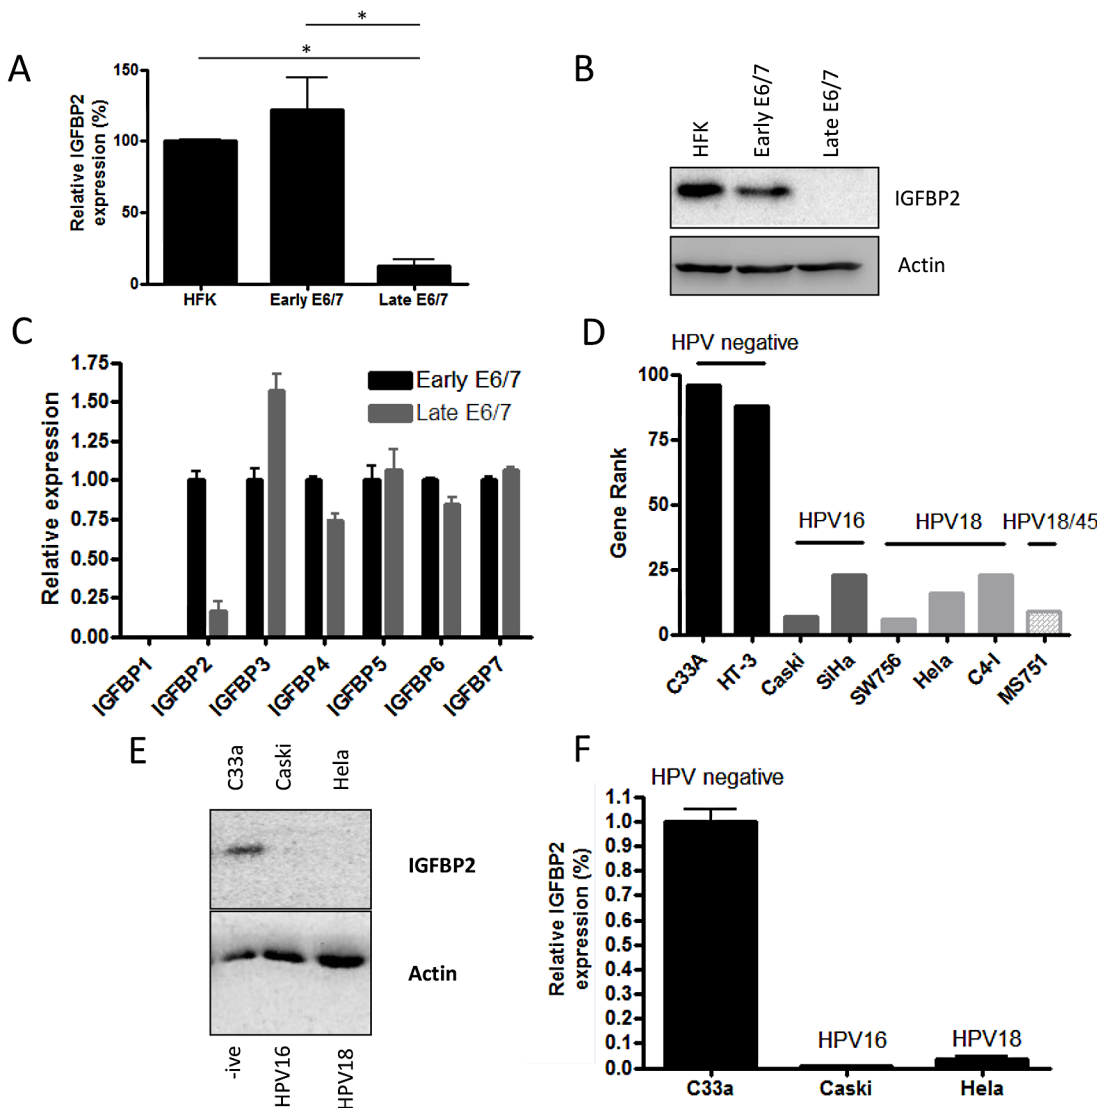 *
*
A
Relative IGFBP2
expression (%)
150
100
50
0
HFK
Early E6/7
Late E6/7
B
HFK
Early E6/7
Late E6/7
IGFBP2
Actin
C
Relative expression
1.75
1.50
1.25
1.00
0.75
0.50
0.25
0.00
Early E6/7
Late E6/7
IGFBP1
IGFBP2
IGFBP3
IGFBP4
IGFBP5
IGFBP6
IGFBP7
D
HPV negative
Gene Rank
100
75
50
25
0
HPV16
HPV18
HPV18/45
C33A
HT-3
Caski
SiHa
SW756
Hela
C4-I
MS751
E
C33a
Caski
Hela
IGFBP2
Actin
-ive
HPV16
HPV18
F
HPV negative
Relative IGFBP2
expression (%)
1.1
1.0
0.9
0.8
0.7
0.6
0.5
0.4
0.3
0.2
0.1
0.0
HPV16
HPV18
C33a
Caski
Hela